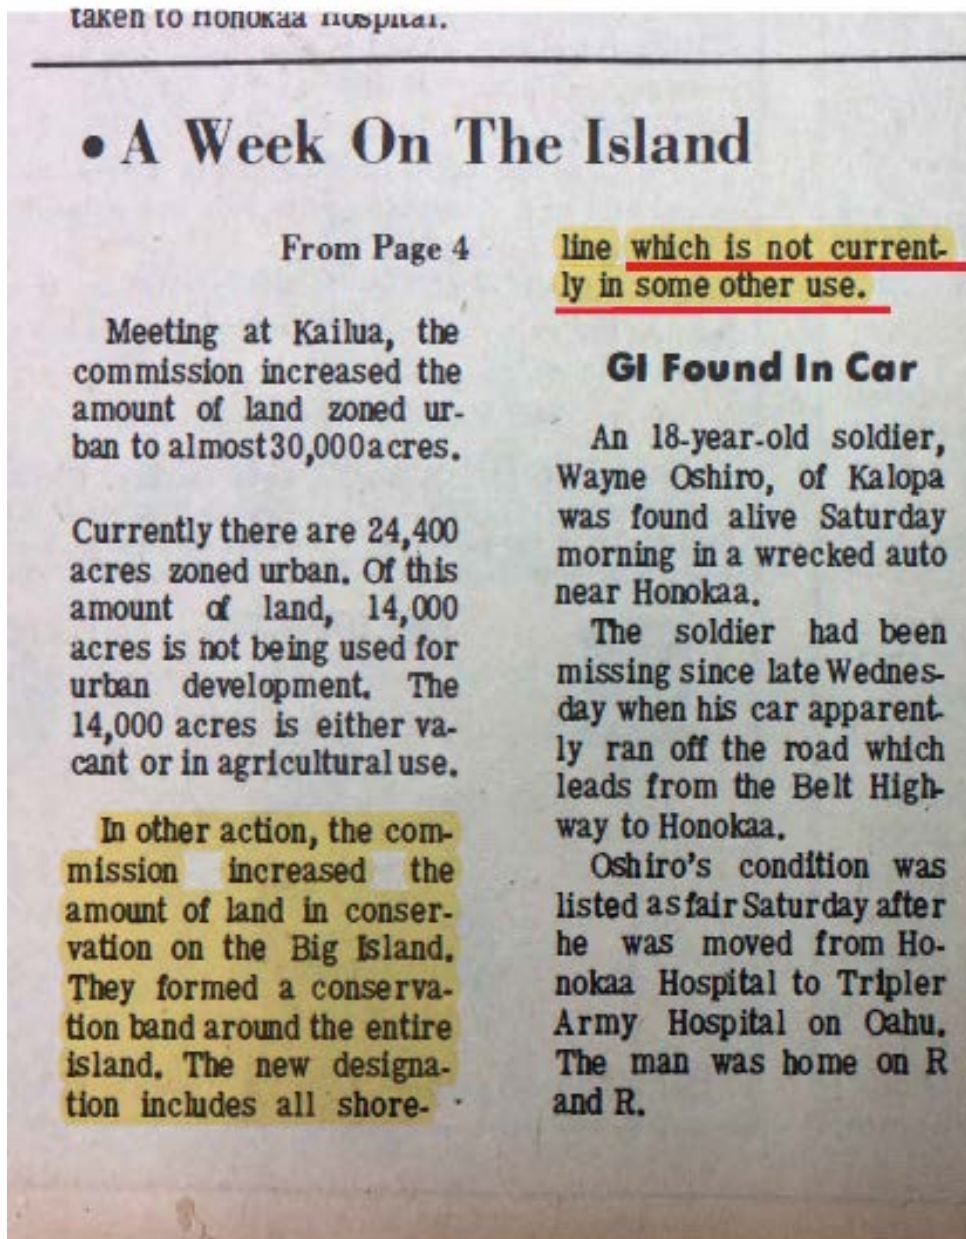 taken to Honokaa Hospital.
• A Week On The Island
From Page 4
Meeting at Kailua, the
commission increased the
amount of land zoned ur-
ban to almost 30,000 acres.
Currently there are 24,400
acres zoned urban. Of this
amount of land, 14,000
acres is not being used for
urban development. The
14,000 acres is either va-
cant or in agricultural use.
In other action, the com-
mission increased the
amount of land in conser-
vation on the Big Island.
They formed a conserva-
tion band around the entire
island. The new designa-
tion includes all shore-
line which is not current-
ly in some other use.
GI Found In Car
An 18-year-old soldier,
Wayne Oshiro, of Kalopa
was found alive Saturday
morning in a wrecked auto
near Honokaa.
The soldier had been
missing since late Wednes-
day when his car apparent-
ly ran off the road which
leads from the Belt High-
way to Honokaa.
Oshiro's condition was
listed as fair Saturday after
he was moved from Ho-
nokaa Hospital to Tripler
Army Hospital on Oahu.
The man was home on R
and R.